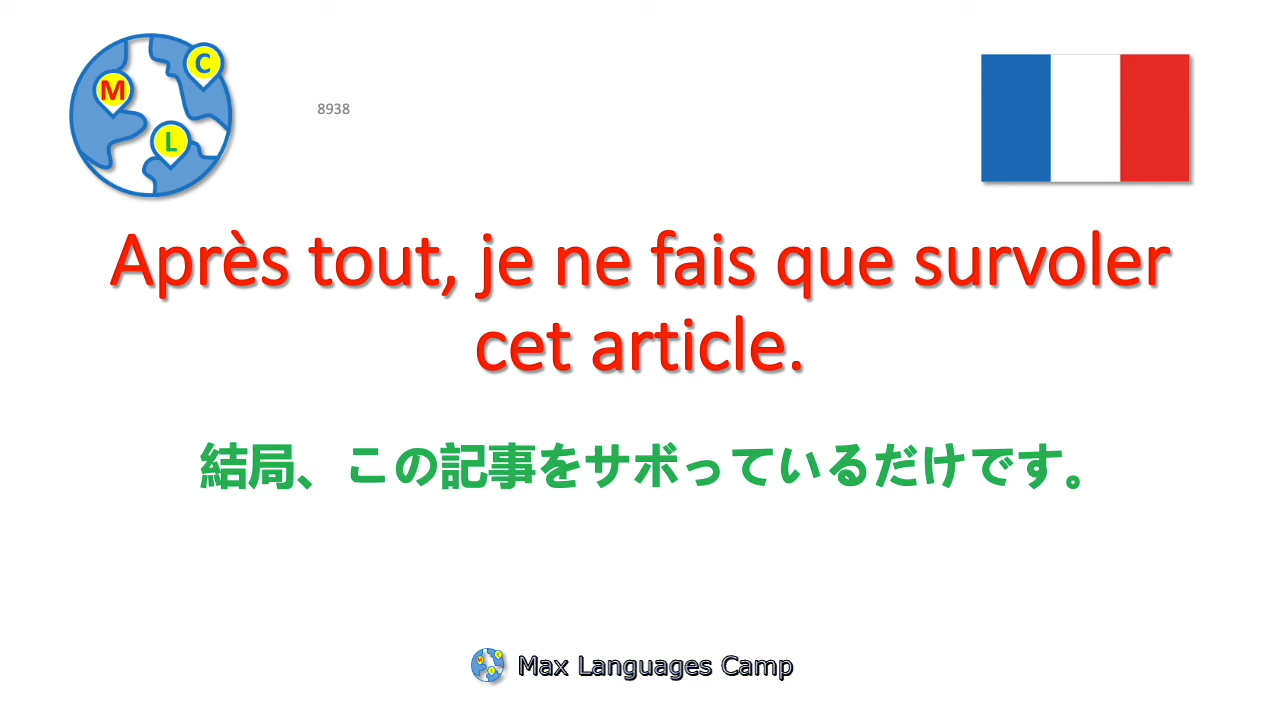 C
M
L
8938
Après tout, je ne fais que survoler
cet article.
結局、この記事をサボっているだけです。
Max Languages Camp